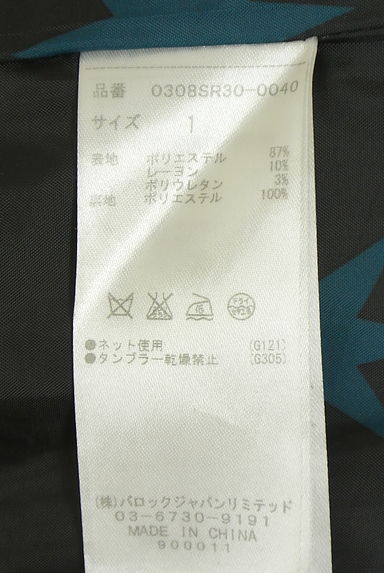 品番 0308SR30-0040
サイズ 1
表地 ポリエステル 87%
レーヨン 10%
ポリウレタン 3%
裏地 ポリエステル 100%
ドライ
●ネット使用 (G121)
●タンブラー乾燥禁止 (G305)
(株)バロックジャパンリミテッド
03-6730-9191
MADE IN CHINA
900011